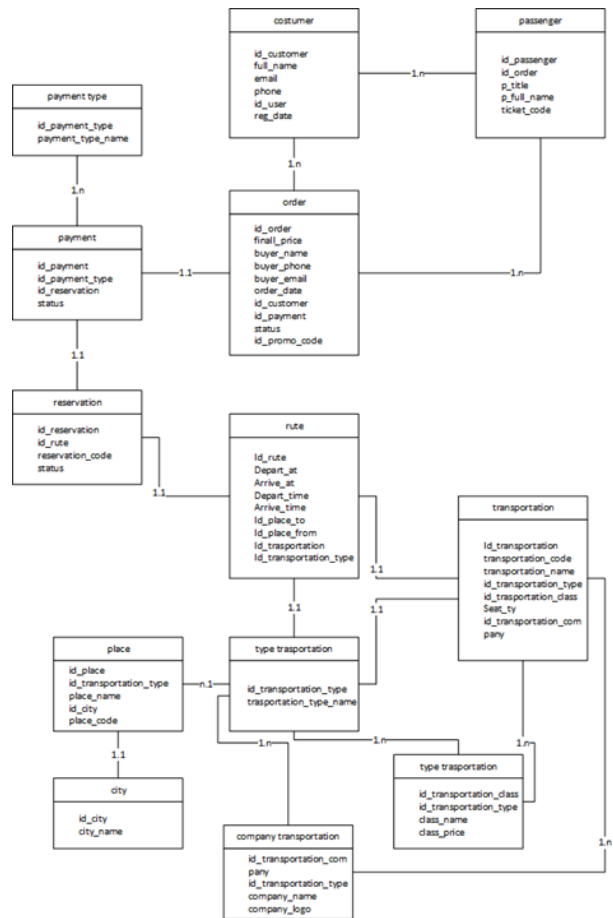 costumer
id_customer
full_name
email
phone
id_user
reg_date
1.n
passenger
id_passenger
id_order
p_title
p_full_name
ticket_code
payment type
id_payment_type
payment_type_name
1.n
1.n
order
id_order
finall_price
buyer_name
buyer_phone
buyer_email
order_date
id_customer
id_payment
status
id_promo_code
payment
id_payment
id_payment_type
id_reservation
status
1.1
1.n
1.1
reservation
id_reservation
id_rute
reservation_code
status
1.1
rute
Id_rute
Depart_at
Arrive_at
Depart_time
Arrive_time
Id_place_to
Id_place_from
Id_trasportation
Id_transportation_type
1.1
transportation
Id_transportation
transportation_code
transportation_name
id_transportation_type
id_trasportation_class
Seat_ty
id_transportation_com
pany
1.1
1.1
place
id_place
id_transportation_type
place_name
id_city
place_code
n.1
type trasportation
id_transportation_type
trasportation_type_name
1.1
1.n
1.n
1.n
city
id_city
city_name
type trasportation
id_transportation_class
id_transportation_type
class_name
class_price
company transportation
id_transportation_com
pany
id_transportation_type
company_name
company_logo
1.n